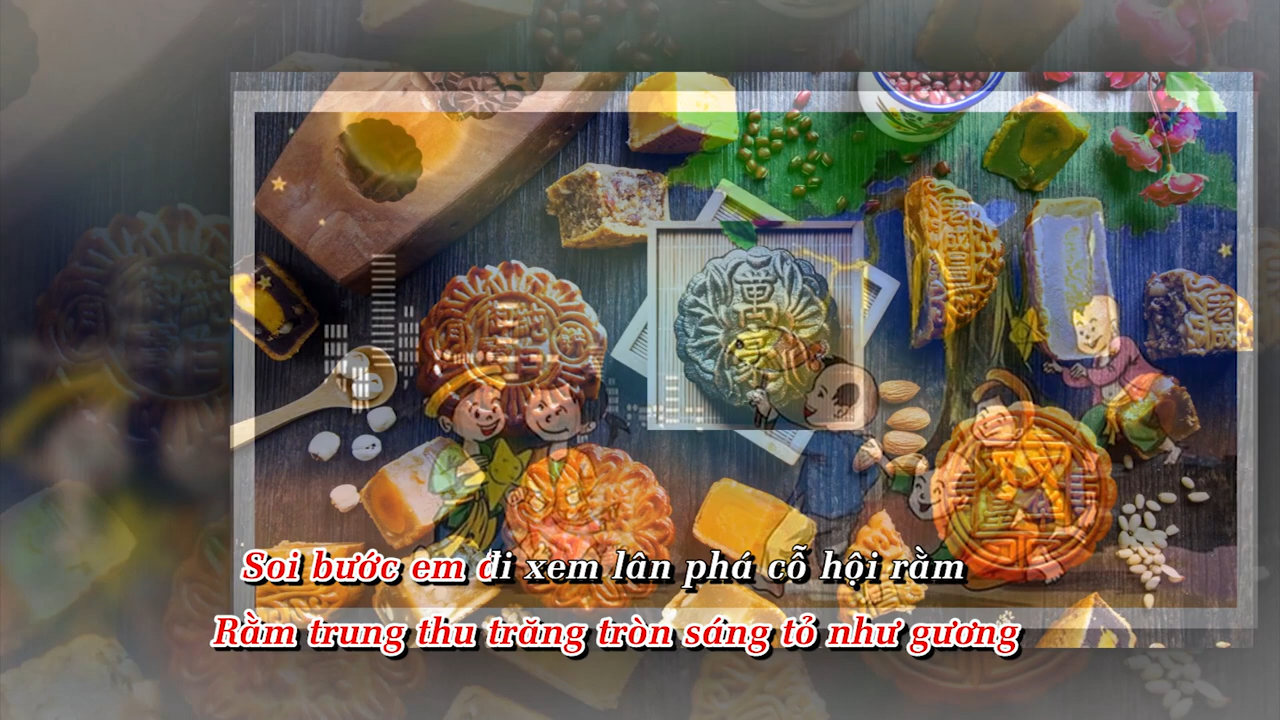 Soi bước em đi xem lân phá cỗ hội rằm
Rằm trung thu trăng tròn sáng tỏ như gương